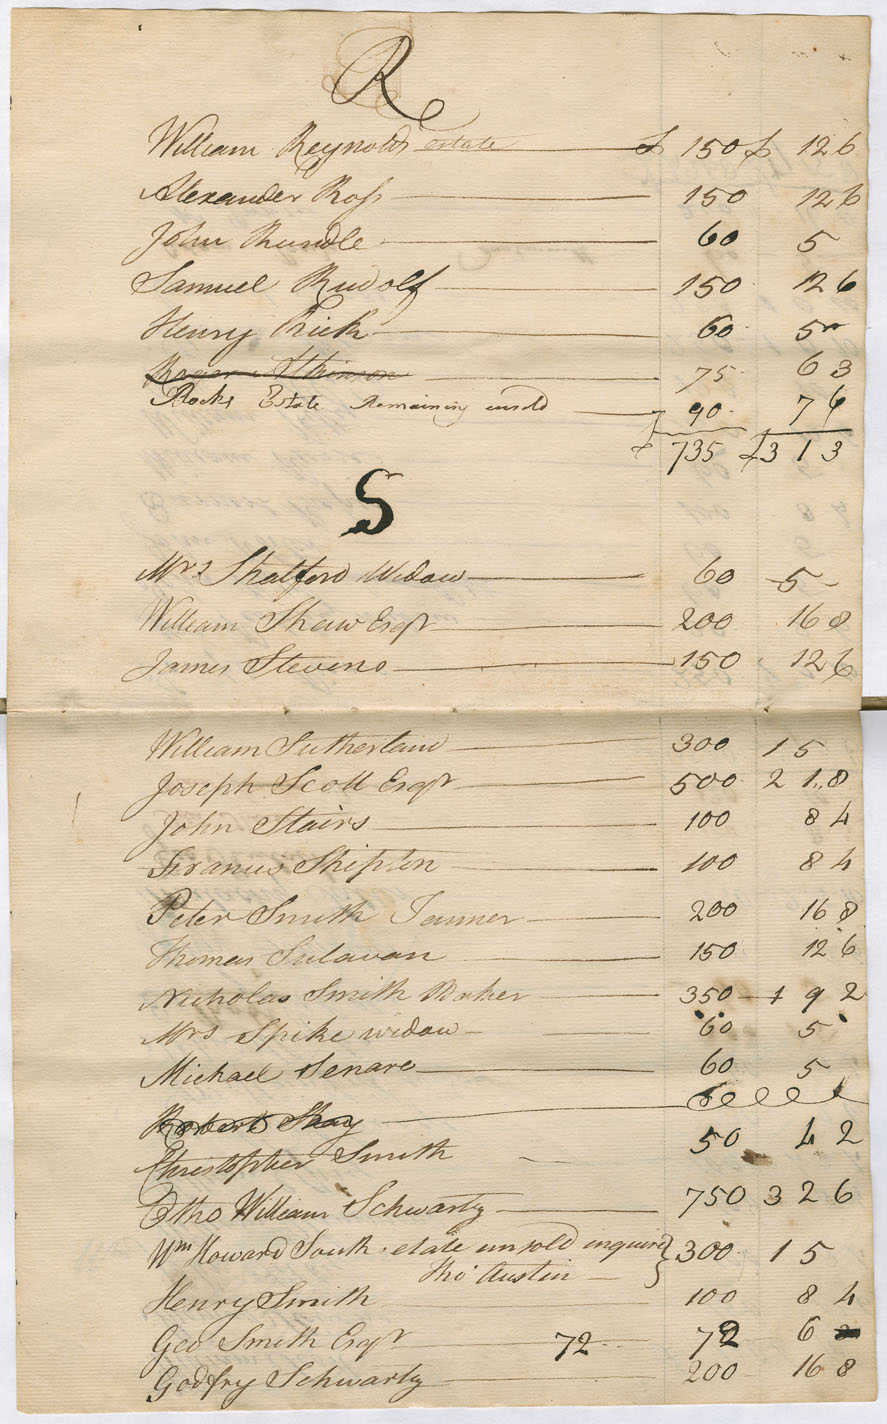 R
William Reynolds estate £ 150 £ 12 6
Alexander Ross 150 12 6
John Rundle 60 5
Samuel Rudolf 150 12 6
Henry Rick 60 5
Roger Atkinson 75 6 3
Rocks Estate Remaining unsold 90 7 6
£ 735 £3 1 3
S
Mrs Shatford Widow 60 5
William Shaw Esqr 200 16 8
James Stevens 150 12 6
William Sutherland 300 1 5
Joseph Scott Esqr 500 2 1 8
John Stairs 100 8 4
Francis Shipton 100 8 4
Peter Smith Tanner 200 16 8
Thomas Sulavan 150 12 6
Nicholas Smith Baker 350 1 9 2
Mrs Spike widow 60 5
Michael Senare 60 5
Robert Shay 60
Christopher Smith 50 4 2
Otho William Schwartz 750 3 2 6
Wm Howard South, estate unsold inquire } 300 1 5
Tho Austin
Henry Smith 100 8 4
Geo Smith Esqr 72 72 6
Godfry Schwartz 200 16 8